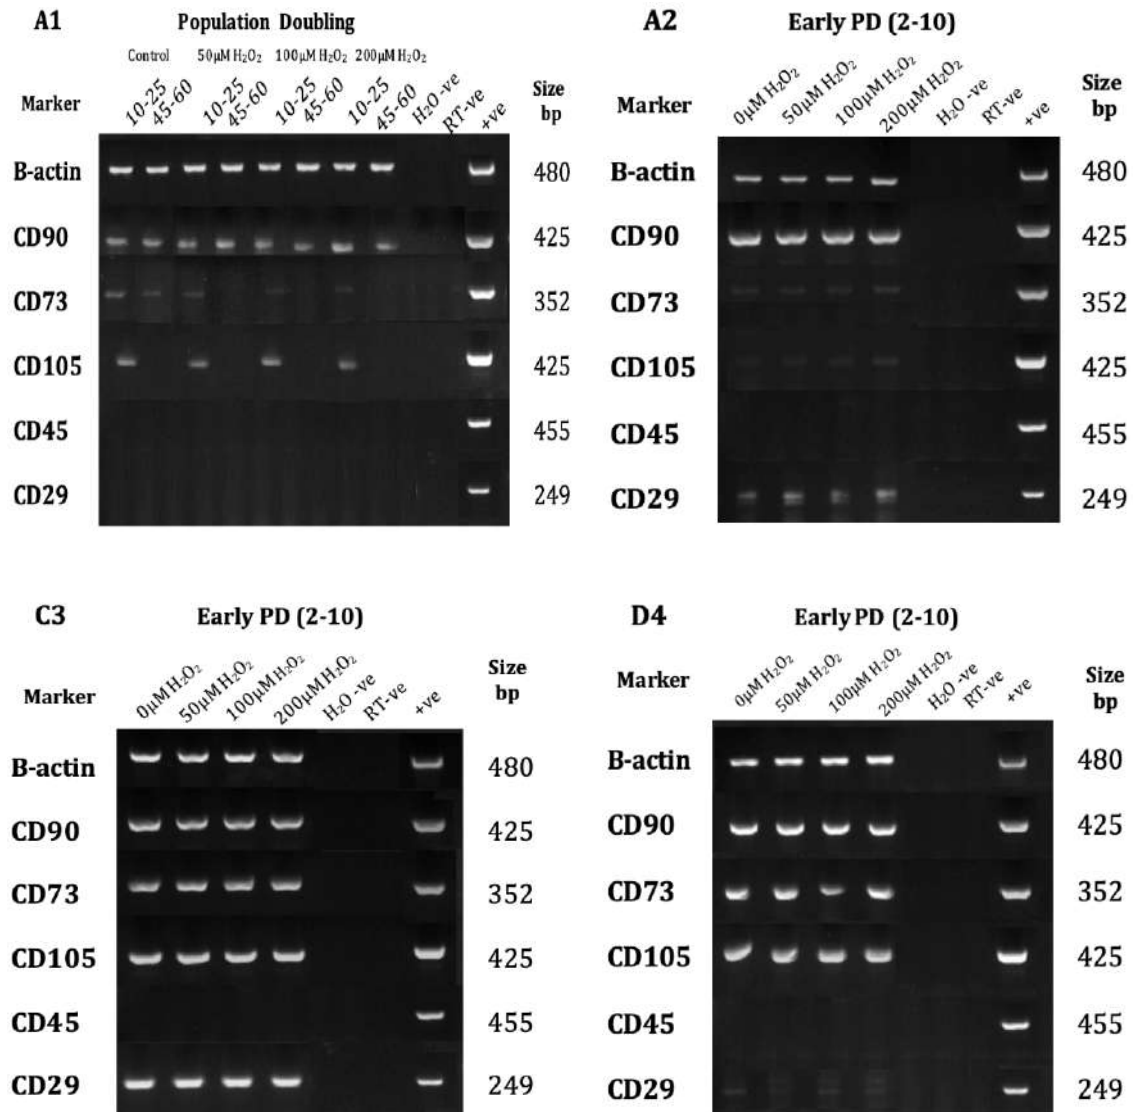 A1
Population Doubling
Control 50μM H₂O₂ 100μM H₂O₂ 200μM H₂O₂
Marker 10-25 45-60 10-25 45-60 10-25 45-60 10-25 45-60 H₂O -ve RT-ve +ve Size bp
B-actin 480
CD90 425
CD73 352
CD105 425
CD45 455
CD29 249
A2
Early PD (2-10)
Marker 0μM H₂O₂ 50μM H₂O₂ 100μM H₂O₂ 200μM H₂O₂ H₂O -ve RT-ve +ve Size bp
B-actin 480
CD90 425
CD73 352
CD105 425
CD45 455
CD29 249
C3
Early PD (2-10)
Marker 0μM H₂O₂ 50μM H₂O₂ 100μM H₂O₂ 200μM H₂O₂ H₂O -ve RT-ve +ve Size bp
B-actin 480
CD90 425
CD73 352
CD105 425
CD45 455
CD29 249
D4
Early PD (2-10)
Marker 0μM H₂O₂ 50μM H₂O₂ 100μM H₂O₂ 200μM H₂O₂ H₂O -ve RT-ve +ve Size bp
B-actin 480
CD90 425
CD73 352
CD105 425
CD45 455
CD29 249